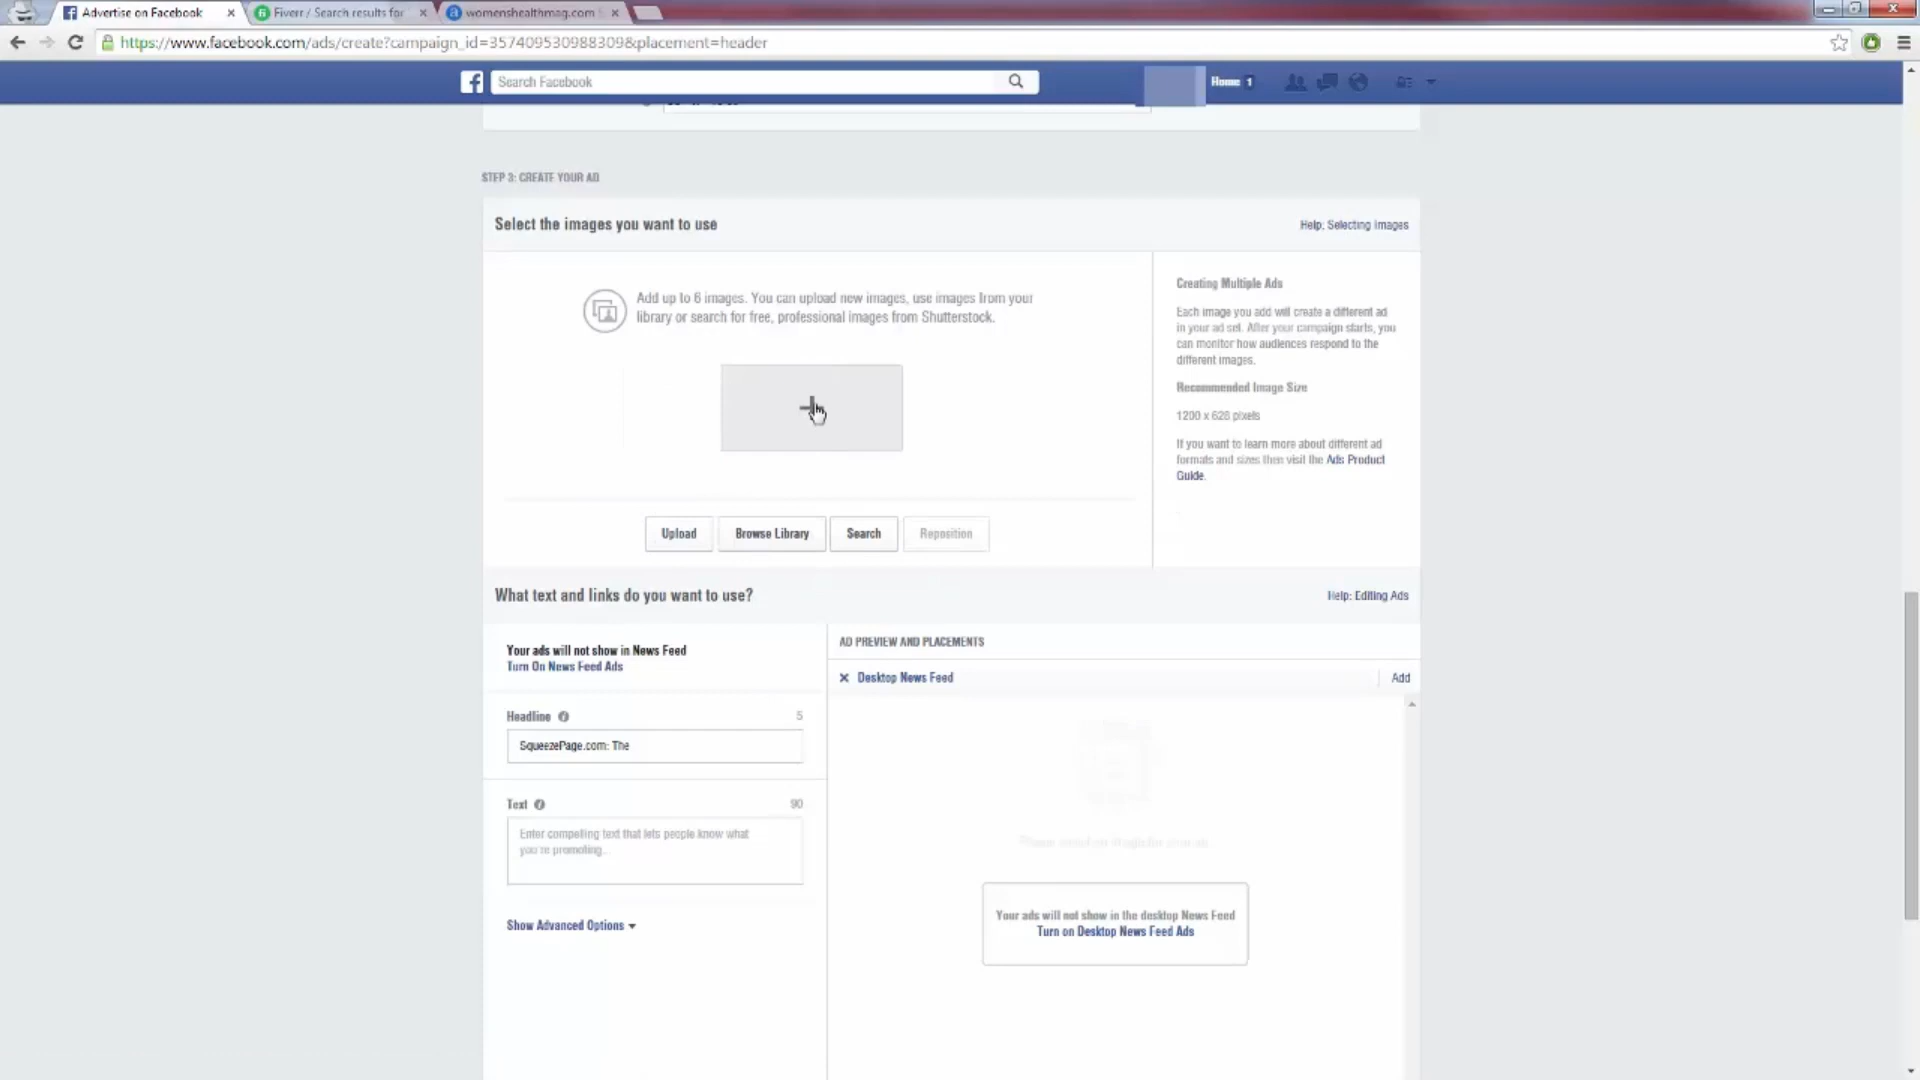 Advertise on Facebook
Fiverr / Search results for
womenshealthmag.com
https://www.facebook.com/ads/create?campaign_id=357409530988309&placement=header
Search Facebook
Home 1
STEP 3: CREATE YOUR AD
Select the images you want to use
Help: Selecting Images
Add up to 6 images. You can upload new images, use images from your
library or search for free, professional images from Shutterstock.
Creating Multiple Ads
Each image you add will create a different ad
in your ad set. After your campaign starts, you
can monitor how audiences respond to the
different images.
Recommended Image Size
1200 x 628 pixels
If you want to learn more about different ad
formats and sizes then visit the Ads Product
Guide.
Upload
Browse Library
Search
Reposition
What text and links do you want to use?
Help: Editing Ads
Your ads will not show in News Feed
Turn On News Feed Ads
AD PREVIEW AND PLACEMENTS
Desktop News Feed
Add
Headline
5
SqueezePage.com: The
Text
90
Enter compelling text that lets people know what
you're promoting...
Show Advanced Options
Your ads will not show in the desktop News Feed
Turn on Desktop News Feed Ads